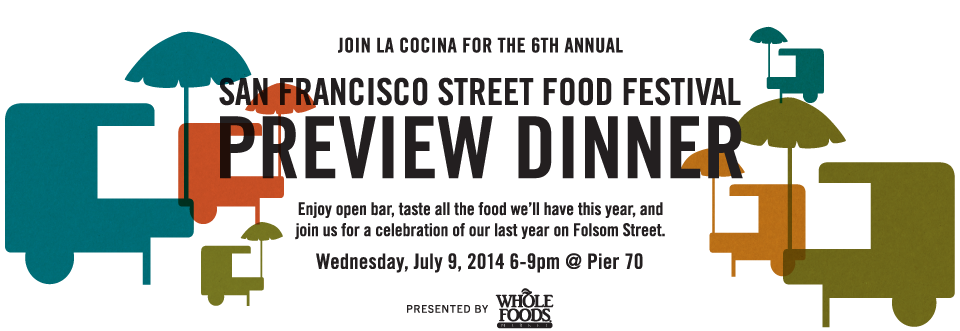 JOIN LA COCINA FOR THE 6TH ANNUAL
SAN FRANCISCO STREET FOOD FESTIVAL
PREVIEW DINNER
Enjoy open bar, taste all the food we'll have this year, and
join us for a celebration of our last year on Folsom Street.
Wednesday, July 9, 2014 6-9pm @ Pier 70
PRESENTED BY WHOLE
FOODS
MARKET